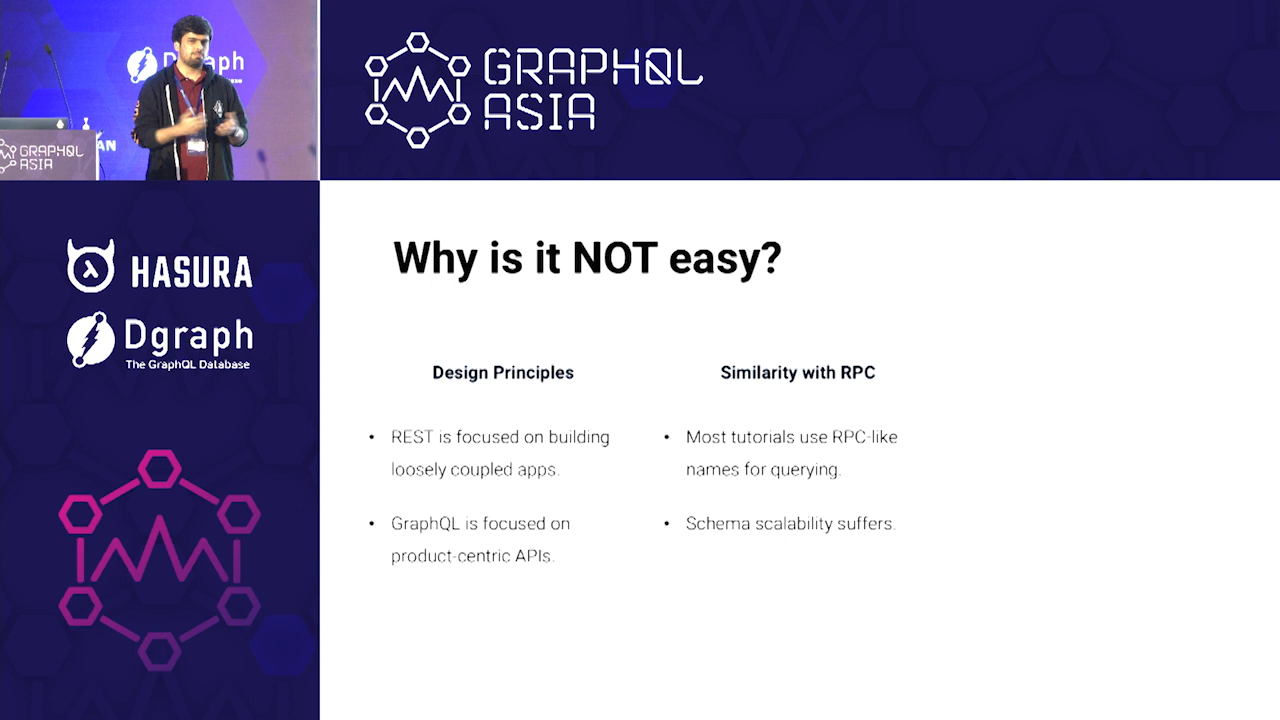 Dgraph
AN
GRAPHQL
ASIA
GRAPHQL
ASIA
HASURA
Dgraph
The GraphQL Database
Why is it NOT easy?
Design Principles
• REST is focused on building
loosely coupled apps.
• GraphQL is focused on
product-centric APIs.
Similarity with RPC
• Most tutorials use RPC-like
names for querying.
• Schema scalability suffers.